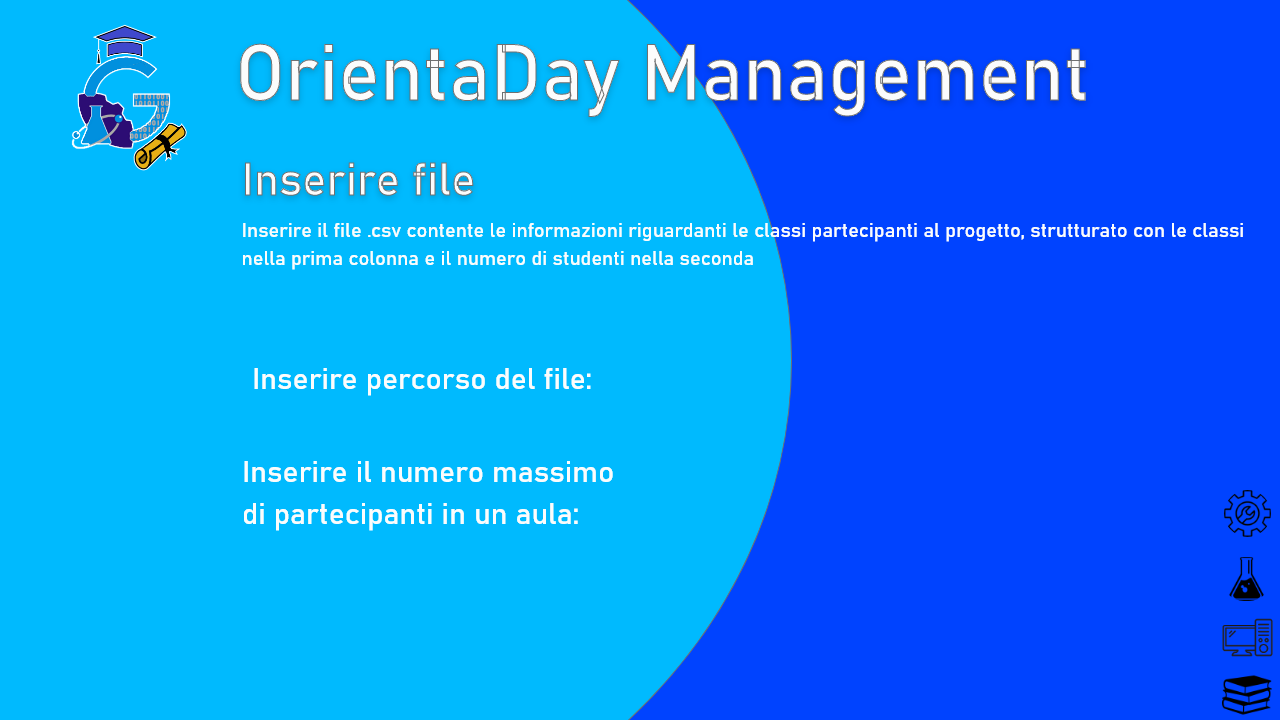 OrientaDay Management
Inserire file
Inserire il file .csv contente le informazioni riguardanti le classi partecipanti al progetto, strutturato con le classi
nella prima colonna e il numero di studenti nella seconda
Inserire percorso del file:
Inserire il numero massimo
di partecipanti in un aula: